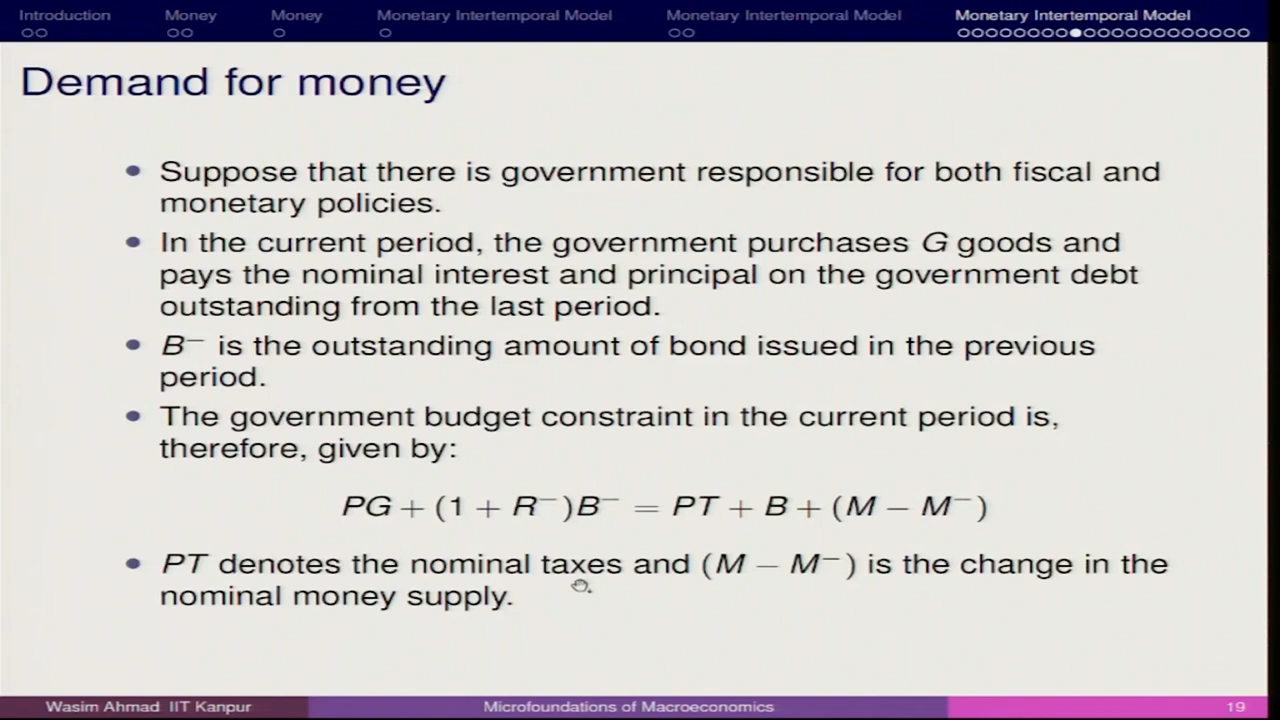 Introduction Money Money Monetary Intertemporal Model Monetary Intertemporal Model Monetary Intertemporal Model
Demand for money
Suppose that there is government responsible for both fiscal and
monetary policies.
In the current period, the government purchases G goods and
pays the nominal interest and principal on the government debt
outstanding from the last period.
B⁻ is the outstanding amount of bond issued in the previous
period.
The government budget constraint in the current period is,
therefore, given by:
PG + (1 + R⁻)B⁻ = PT + B + (M − M⁻)
PT denotes the nominal taxes and (M − M⁻) is the change in the
nominal money supply.
Wasim Ahmad IIT Kanpur Microfoundations of Macroeconomics 19